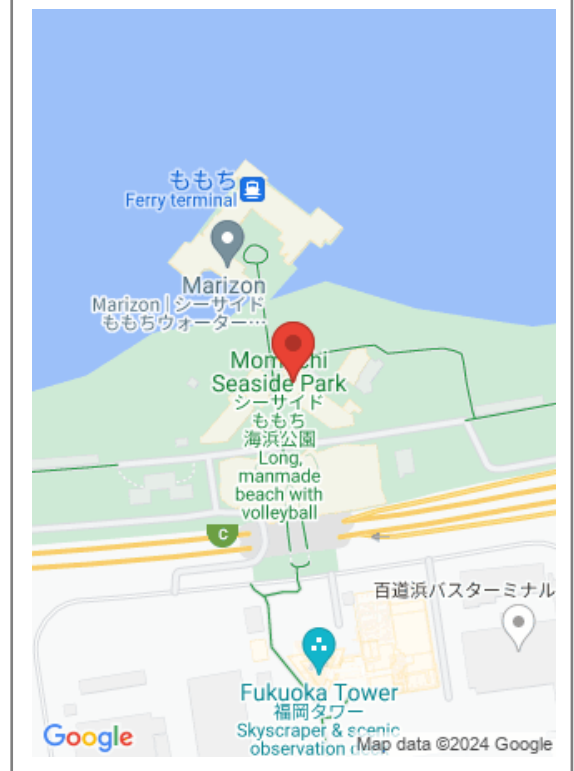 ももち
Ferry terminal
Marizon
Marizon | シーサイド
ももちウォーター…
Momochi
Seaside Park
シーサイド
ももち
海浜公園
Long,
manmade
beach with
volleyball
C
百道浜バスターミナル
Fukuoka Tower
福岡タワー
Skyscraper & scenic
observation deck
Google
Map data ©2024 Google